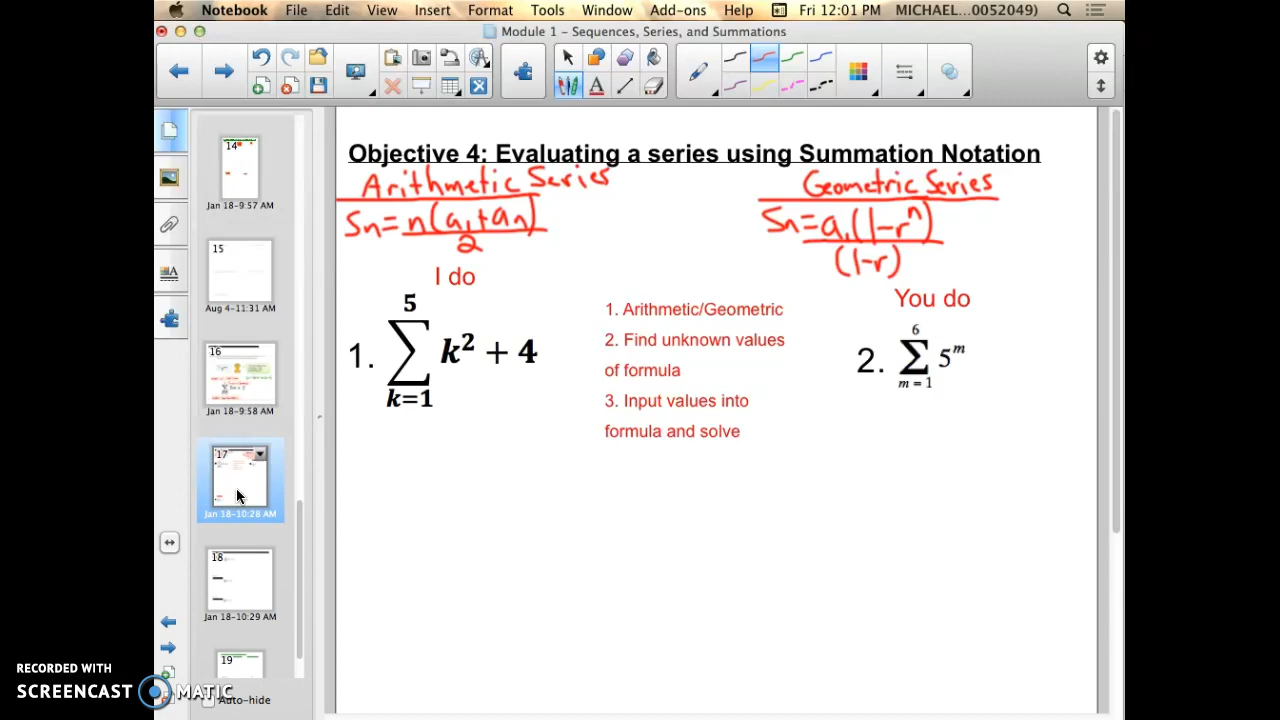 Notebook File Edit View Insert Format Tools Window Add-ons Help Fri 12:01 PM MICHAEL...0052049)
Module 1 – Sequences, Series, and Summations
14
Jan 18-9:57 AM
15
Aug 4-11:31 AM
16
Jan 18-9:58 AM
17
Jan 18-10:28 AM
18
Jan 18-10:29 AM
19
Auto-hide
Objective 4: Evaluating a series using Summation Notation
Arithmetic Series
Sn = n(a₁+an)
2
Geometric Series
Sn = a₁(1-rⁿ)
(1-r)
I do
5
1. ∑ k² + 4
k=1
1. Arithmetic/Geometric
2. Find unknown values
of formula
3. Input values into
formula and solve
You do
6
2. ∑ 5ᵐ
m = 1
RECORDED WITH
SCREENCAST MATIC